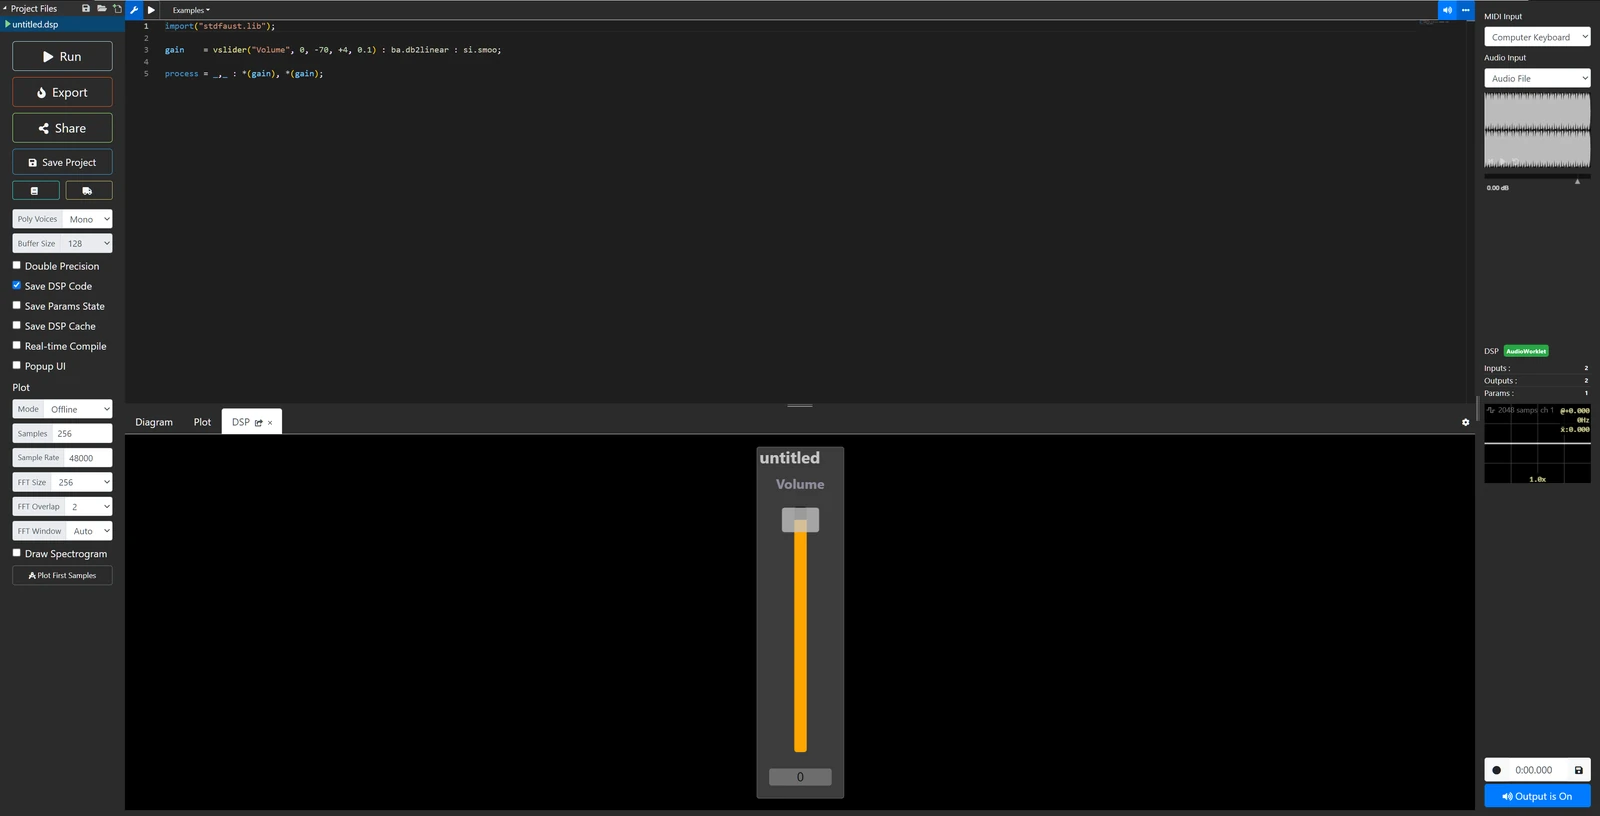 Project Files
untitled.dsp
Run
Export
Share
Save Project
Poly Voices Mono
Buffer Size 128
Double Precision
Save DSP Code
Save Params State
Save DSP Cache
Real-time Compile
Popup UI
Plot
Mode Offline
Samples 256
Sample Rate 48000
FFT Size 256
FFT Overlap 2
FFT Window Auto
Draw Spectrogram
Plot First Samples
Examples
1 import("stdfaust.lib");
2
3 gain    = vslider("Volume", 0, -70, +4, 0.1) : ba.db2linear : si.smoo;
4
5 process = _,_ : *(gain), *(gain);
Diagram Plot DSP ×
untitled
Volume
0
MIDI Input
Computer Keyboard
Audio Input
Audio File
0.00 dB
DSP AudioWorklet
Inputs : 2
Outputs : 2
Params : 1
2048 samps ch 1 @+0.000
0Hz
x̄:0.000
1.0x
0:00.000
Output is On